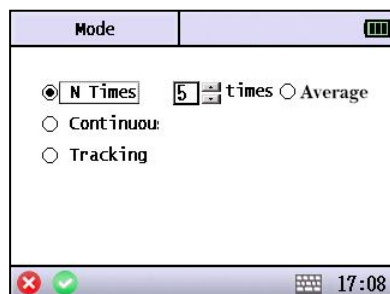 Mode
N Times 5 times Average
Continuou:
Tracking
17:08